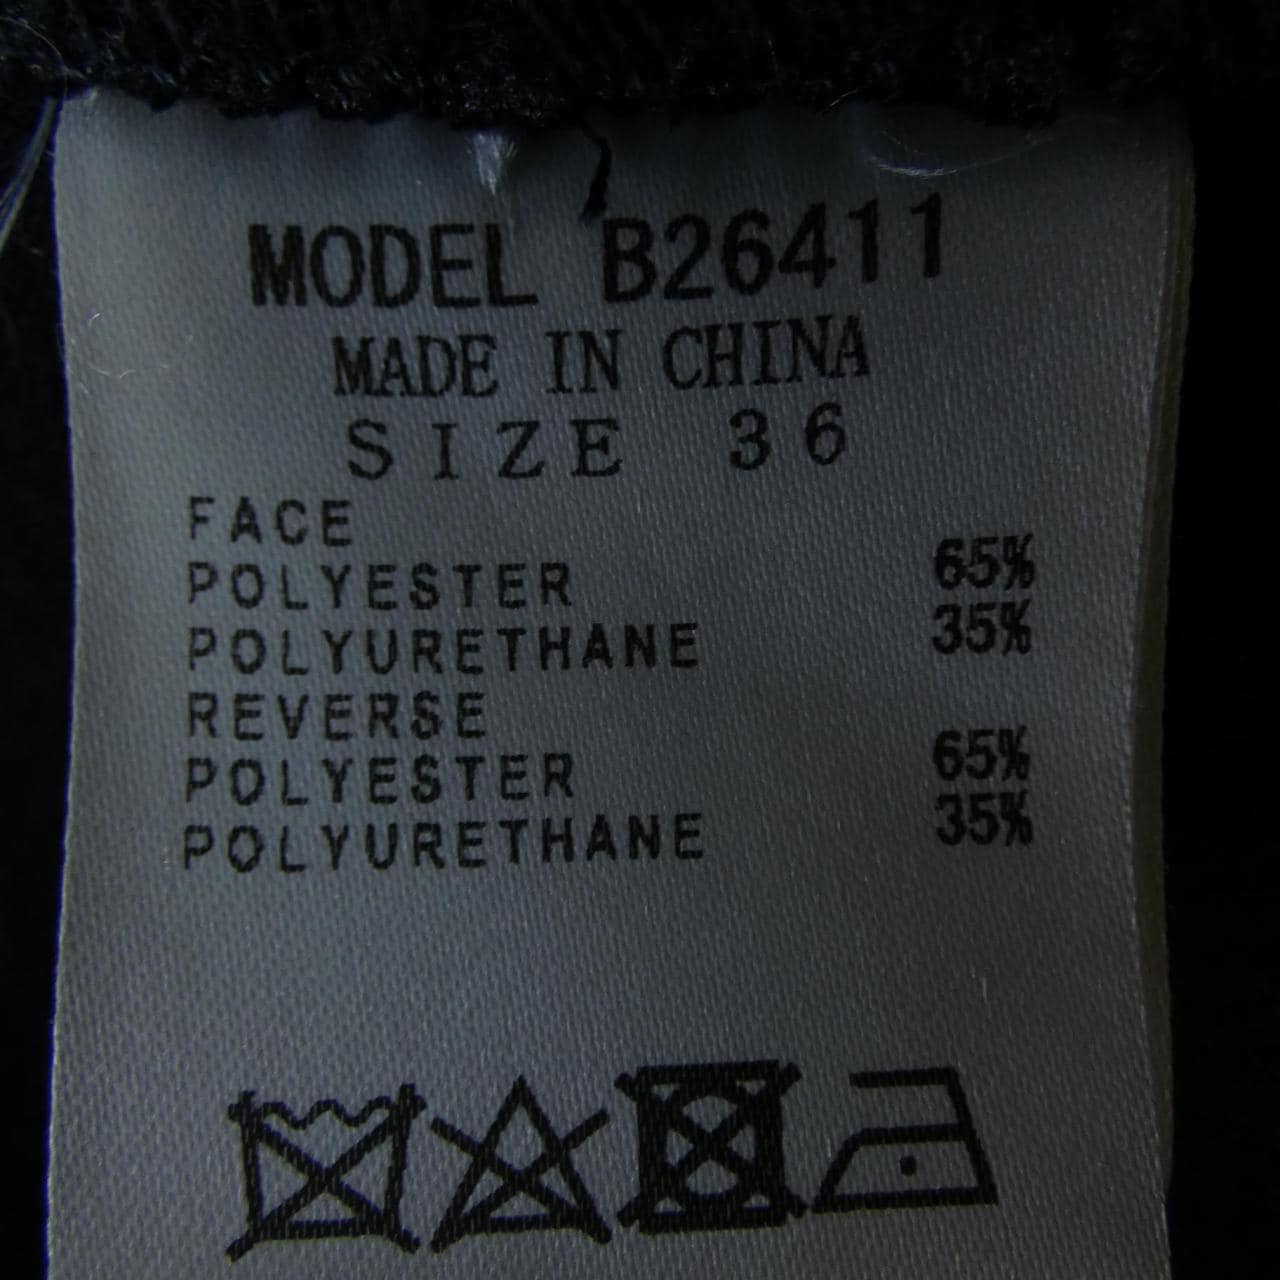 MODEL B26411
MADE IN CHINA
SIZE 36
FACE
POLYESTER 65%
POLYURETHANE 35%
REVERSE
POLYESTER 65%
POLYURETHANE 35%